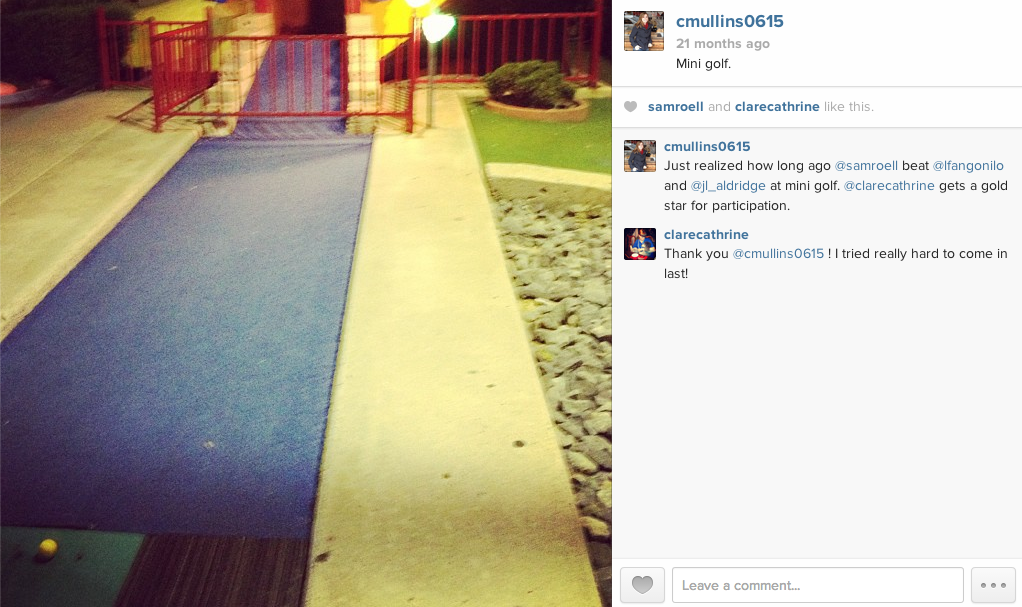 cmullins0615
21 months ago
Mini golf.
samroell and clarecathrine like this.
cmullins0615
Just realized how long ago @samroell beat @lfangonilo
and @jl_aldridge at mini golf. @clarecathrine gets a gold
star for participation.
clarecathrine
Thank you @cmullins0615 ! I tried really hard to come in
last!
Leave a comment...